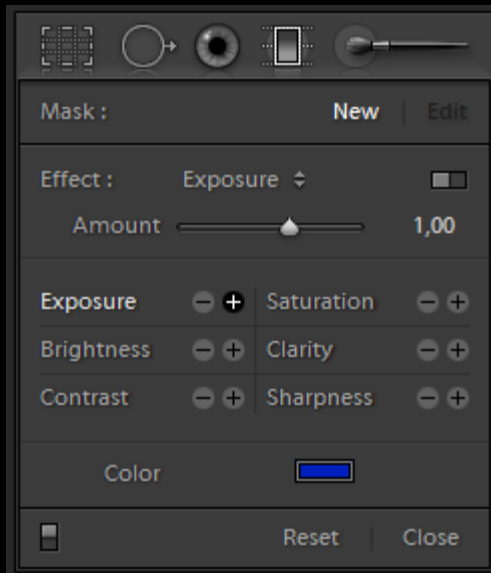 Mask : New Edit
Effect : Exposure
Amount 1,00
Exposure Saturation
Brightness Clarity
Contrast Sharpness
Color
Reset Close